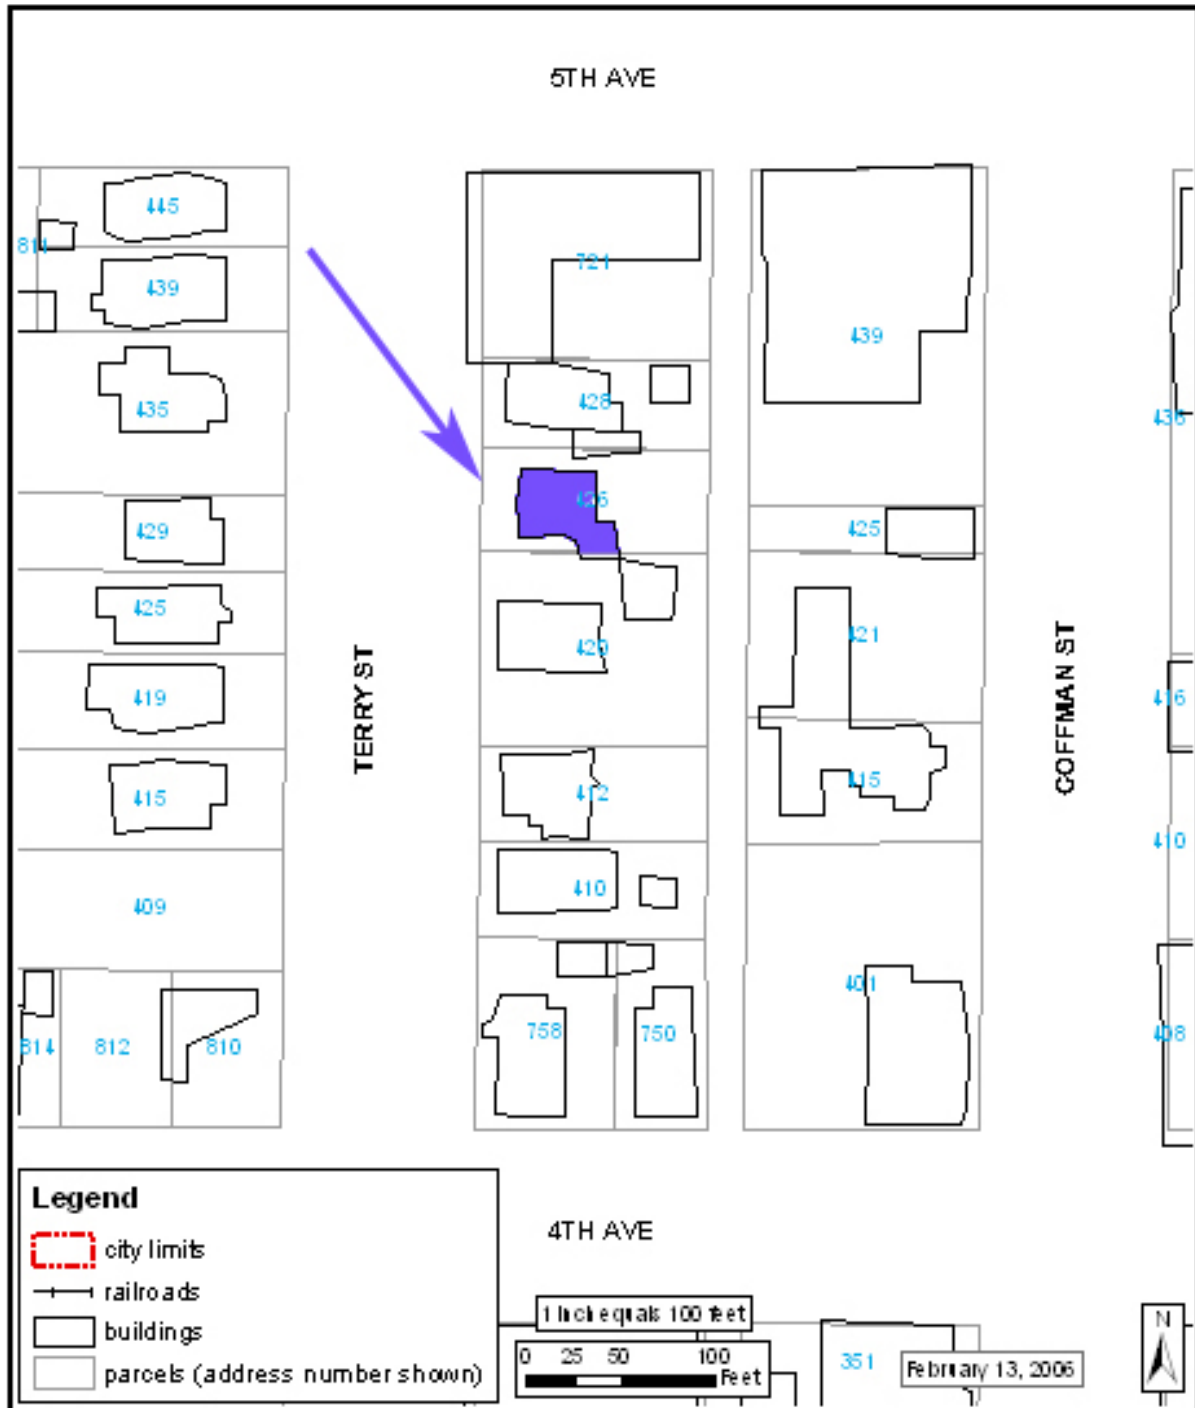 5TH AVE
445
811
439
721
439
435
428
436
426
429
425
425
420
421
TERRY ST
COFFMAN ST
419
416
415
412
415
410
410
409
401
814
812
810
758
750
408
Legend
city limits
railroads
buildings
parcels (address number shown)
4TH AVE
1 inch equals 100 feet
0 25 50 100
Feet
351
February 13, 2006
N